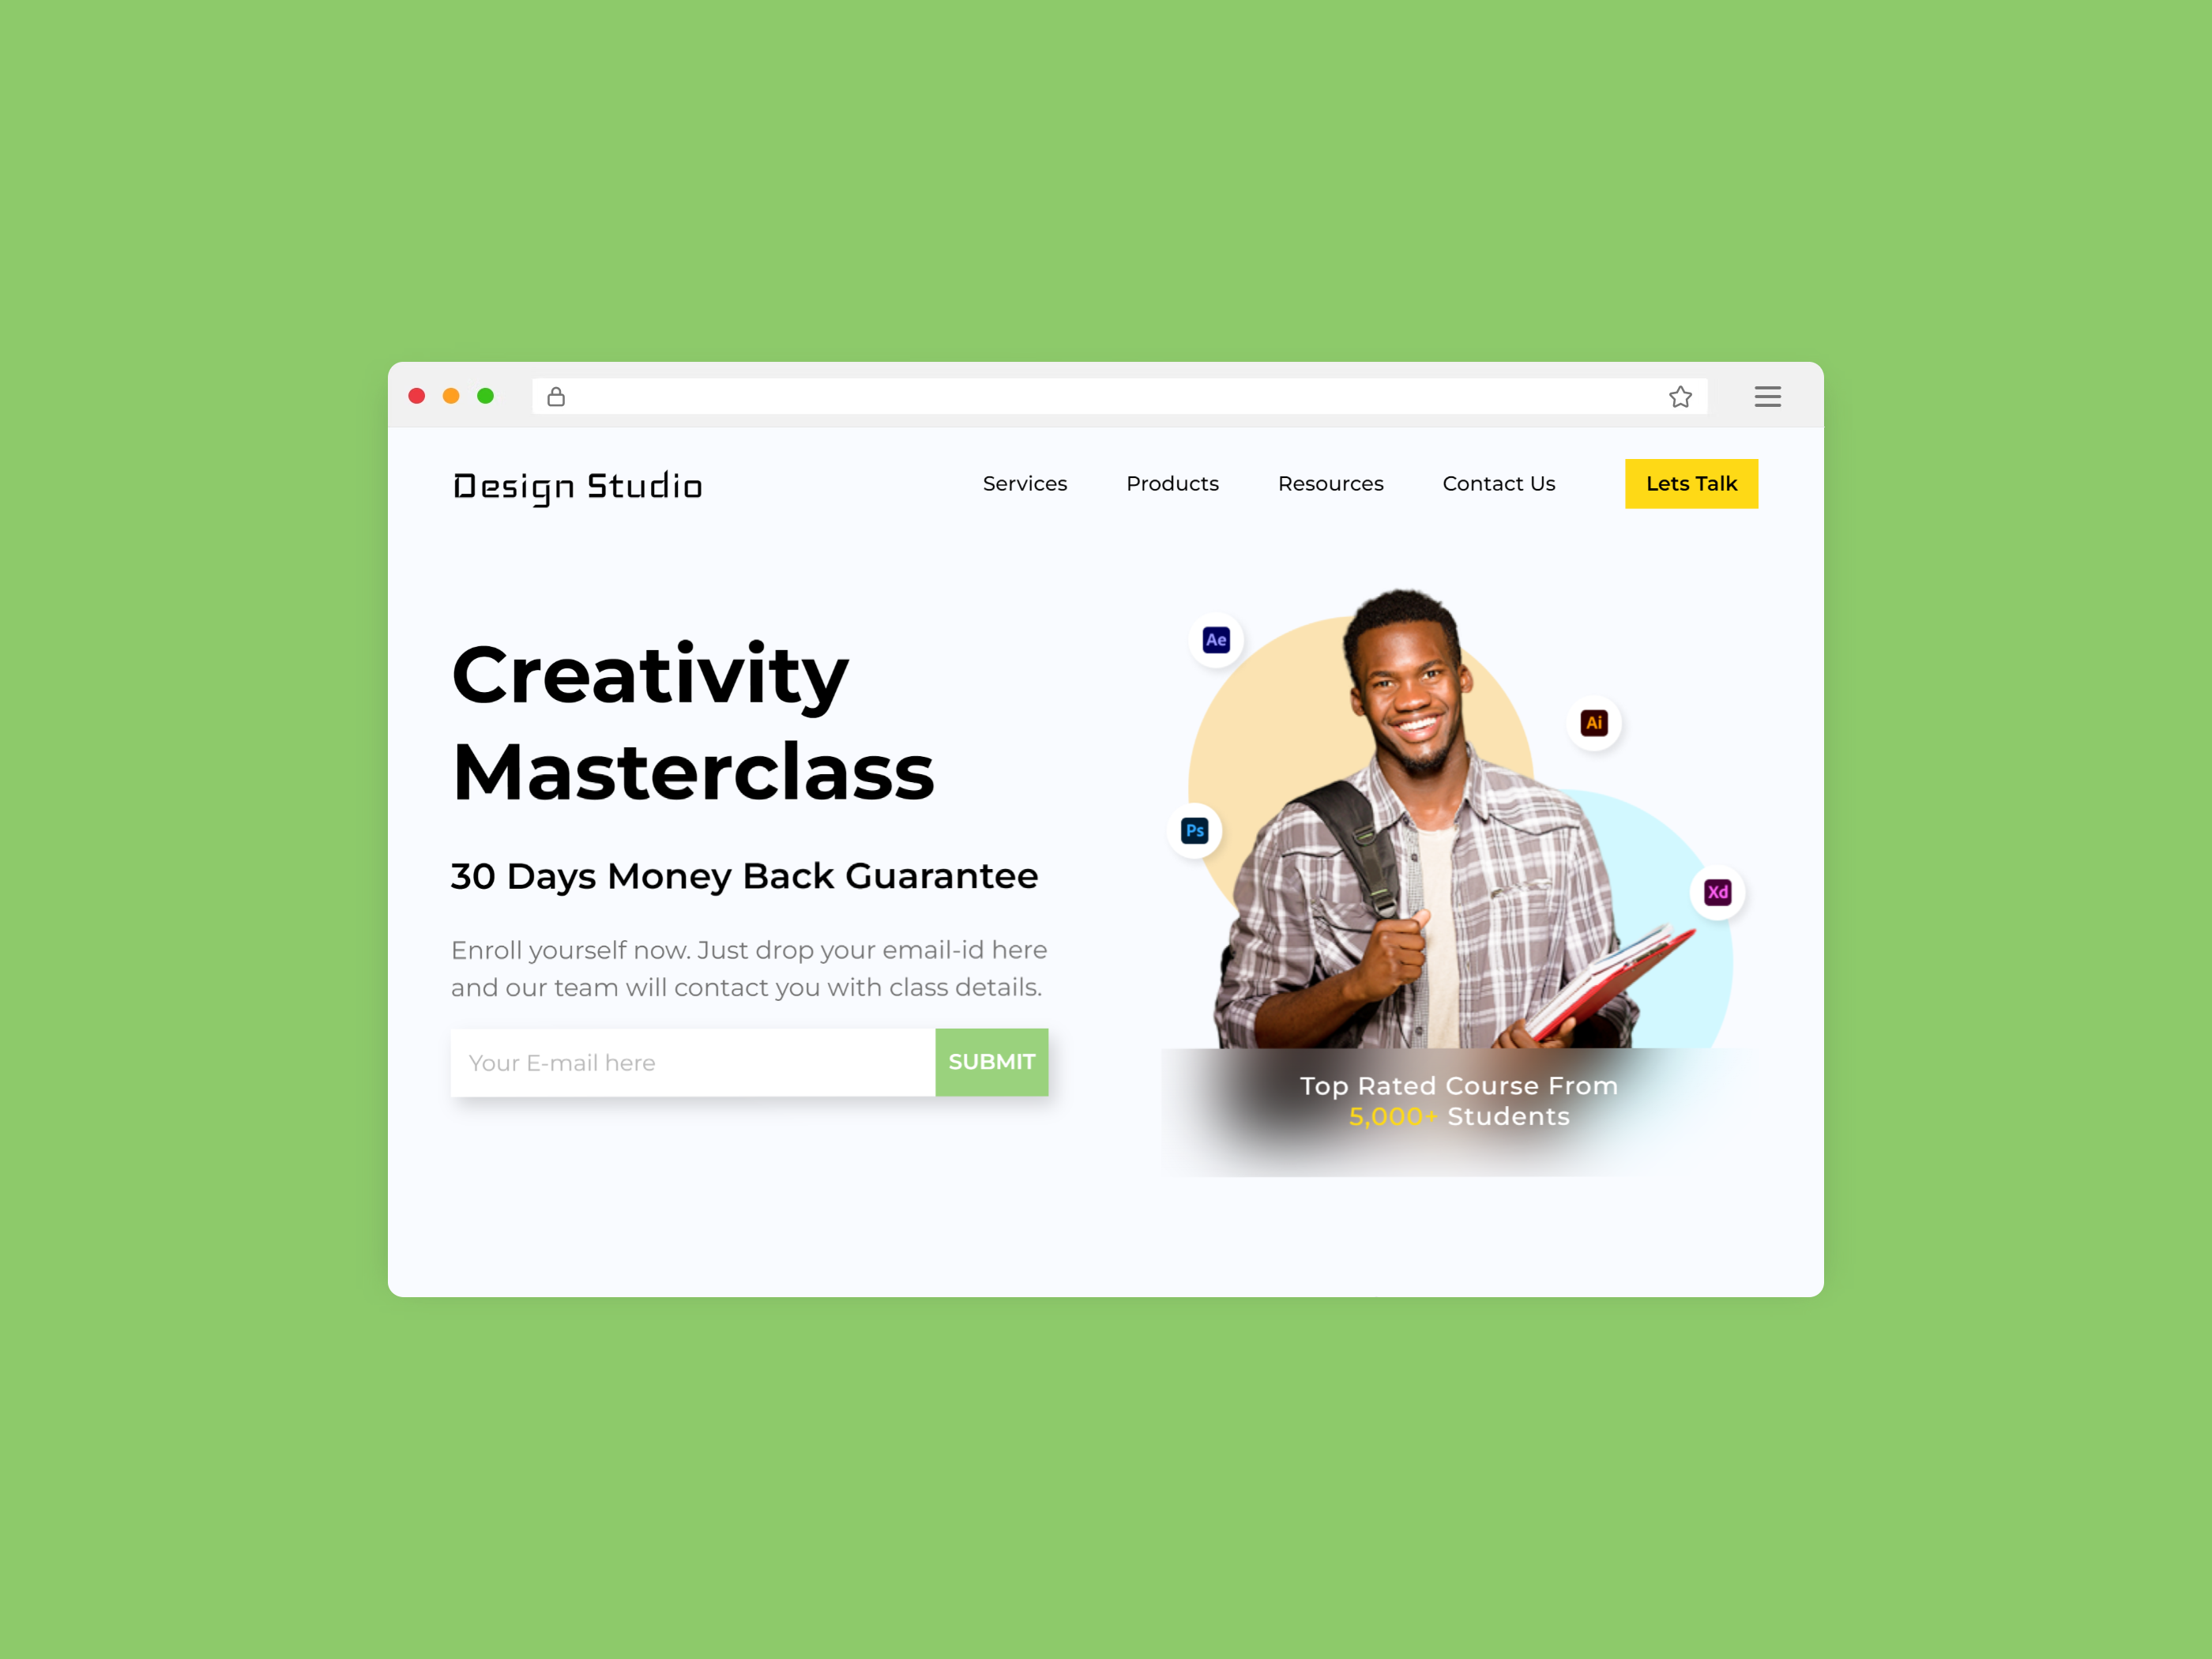 Design Studio
Services
Products
Resources
Contact Us
Lets Talk
Creativity
Masterclass
30 Days Money Back Guarantee
Enroll yourself now. Just drop your email-id here
and our team will contact you with class details.
Your E-mail here
SUBMIT
Ae
Ai
Ps
Xd
Top Rated Course From
5,000+ Students